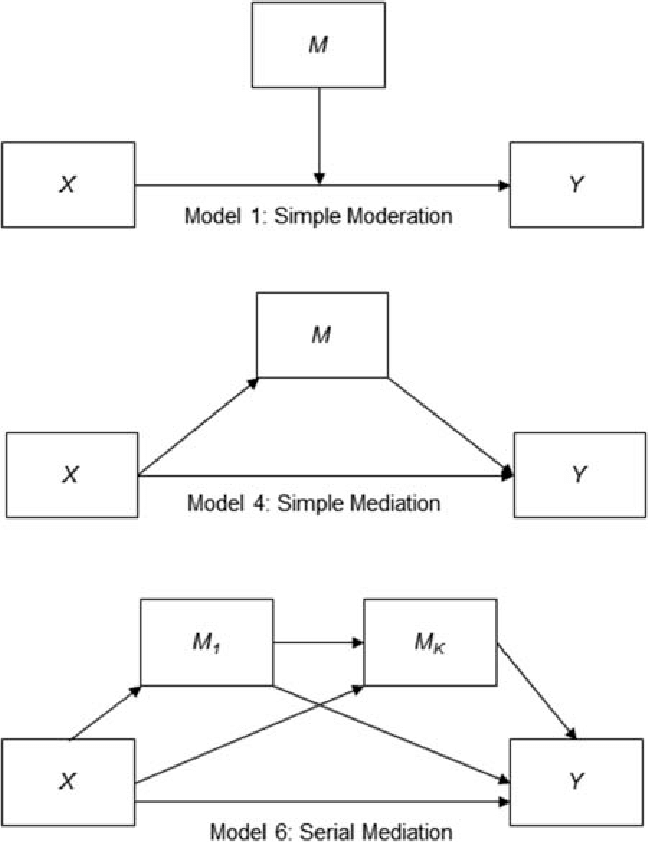 M
X
Y
Model 1: Simple Moderation
M
X
Y
Model 4: Simple Mediation
M1
MK
X
Y
Model 6: Serial Mediation